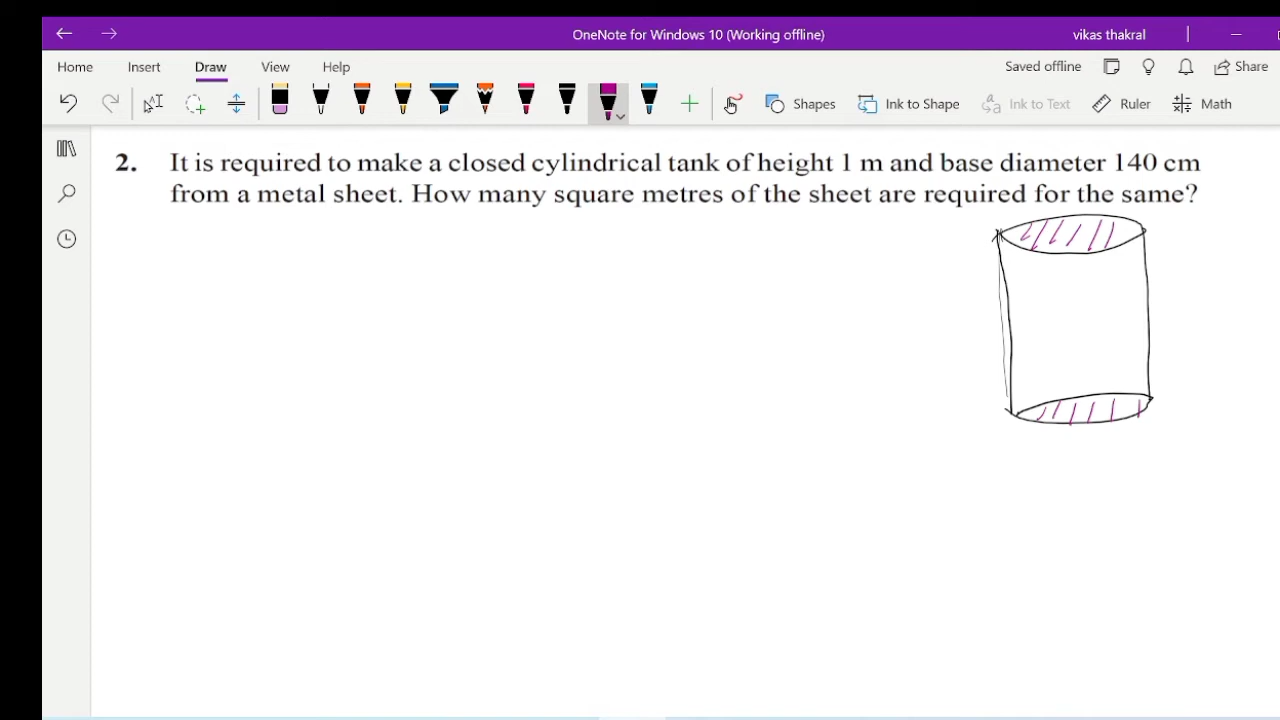 OneNote for Windows 10 (Working offline)
vikas thakral
Home Insert Draw View Help
Saved offline
Share
Shapes
Ink to Shape
Ink to Text
Ruler
Math
2. It is required to make a closed cylindrical tank of height 1 m and base diameter 140 cm
from a metal sheet. How many square metres of the sheet are required for the same?